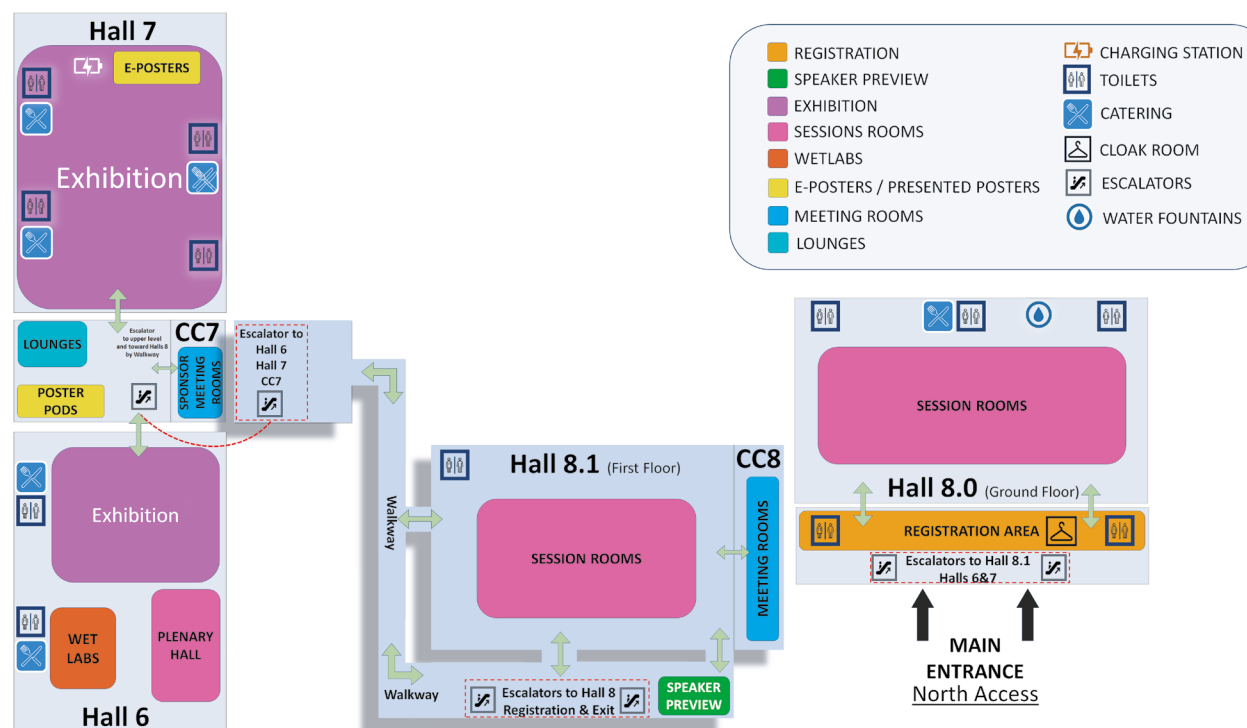 Hall 7
E-POSTERS
Exhibition
LOUNGES
Escalator
to upper level
and toward Halls 8
by Walkway
CC7
SPONSOR
MEETING
ROOMS
POSTER
PODS
Escalator to
Hall 6
Hall 7
CC7
Exhibition
WET
LABS
PLENARY
HALL
Hall 6
Walkway
Walkway
Hall 8.1 (First Floor)
CC8
SESSION ROOMS
MEETING ROOMS
Escalators to Hall 8
Registration & Exit
SPEAKER
PREVIEW
REGISTRATION
SPEAKER PREVIEW
EXHIBITION
SESSIONS ROOMS
WETLABS
E-POSTERS / PRESENTED POSTERS
MEETING ROOMS
LOUNGES
CHARGING STATION
TOILETS
CATERING
CLOAK ROOM
ESCALATORS
WATER FOUNTAINS
SESSION ROOMS
Hall 8.0 (Ground Floor)
REGISTRATION AREA
Escalators to Hall 8.1
Halls 6&7
MAIN
ENTRANCE
North Access